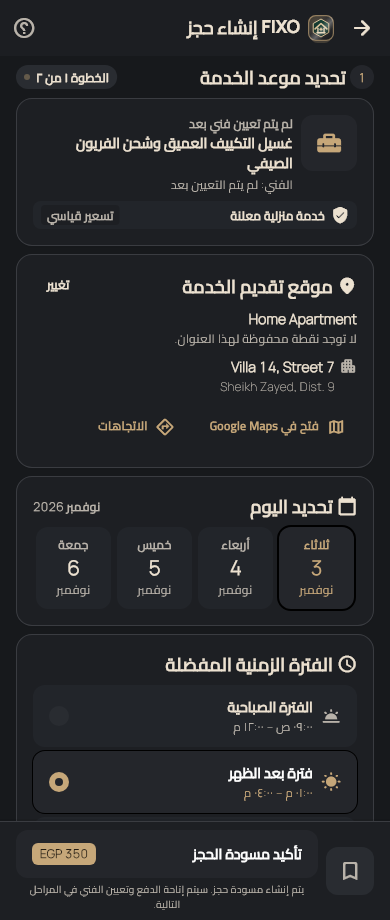 إنشاء حجز FIXO
1 تحديد موعد الخدمة
الخطوة ١ من ٢
لم يتم تعيين فني بعد
غسيل التكييف العميق وشحن الفريون
الصيفي
الفني: لم يتم التعيين بعد
خدمة منزلية معلنة
تسعير قياسي
موقع تقديم الخدمة
تغيير
Home Apartment
لا توجد نقطة محفوظة لهذا العنوان.
Villa 14, Street 7
Sheikh Zayed, Dist. 9
فتح في Google Maps
الاتجاهات
تحديد اليوم
نوفمبر 2026
ثلاثاء
3
نوفمبر
أربعاء
4
نوفمبر
خميس
5
نوفمبر
جمعة
6
نوفمبر
الفترة الزمنية المفضلة
الفترة الصباحية
٠٩:٠٠ ص – ١٢:٠٠ م
فترة بعد الظهر
٠١:٠٠ م – ٠٤:٠٠ م
تأكيد مسودة الحجز
EGP 350
يتم إنشاء مسودة حجز. سيتم إتاحة الدفع وتعيين الفني في المراحل
التالية.